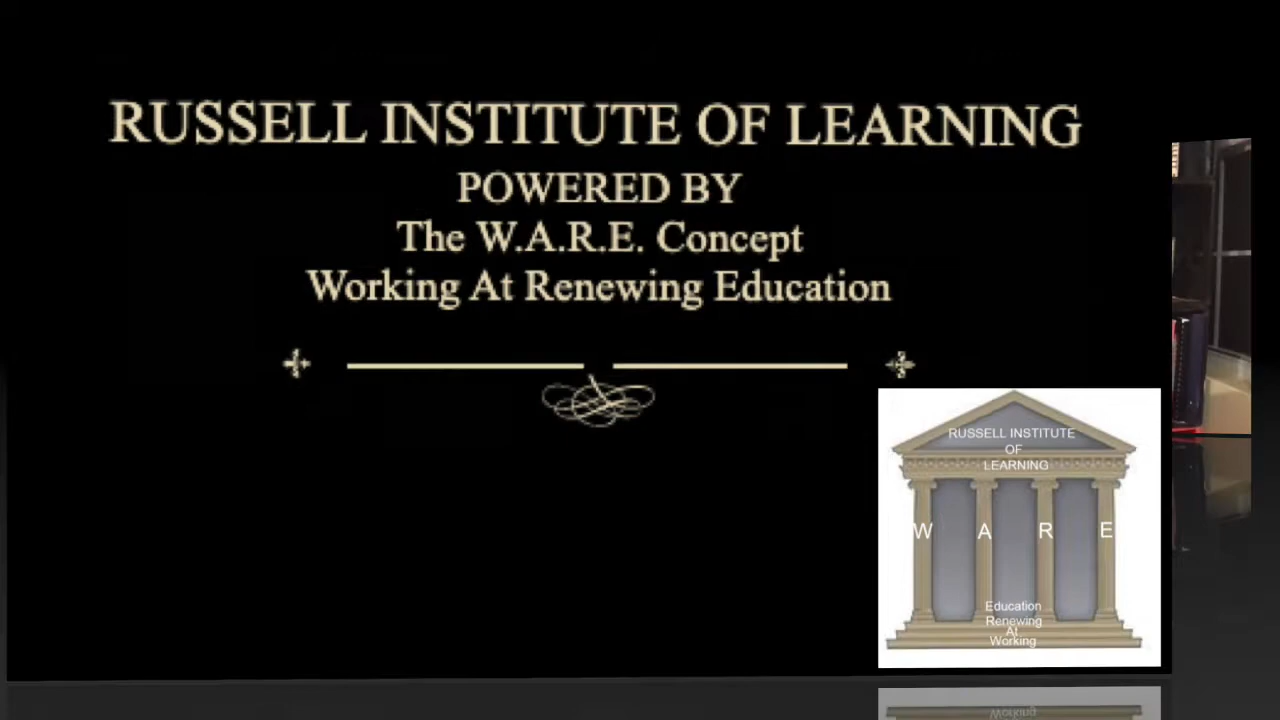 RUSSELL INSTITUTE OF LEARNING
POWERED BY
The W.A.R.E. Concept
Working At Renewing Education
RUSSELL INSTITUTE
OF
LEARNING
W A R E
Education
Renewing
At
Working